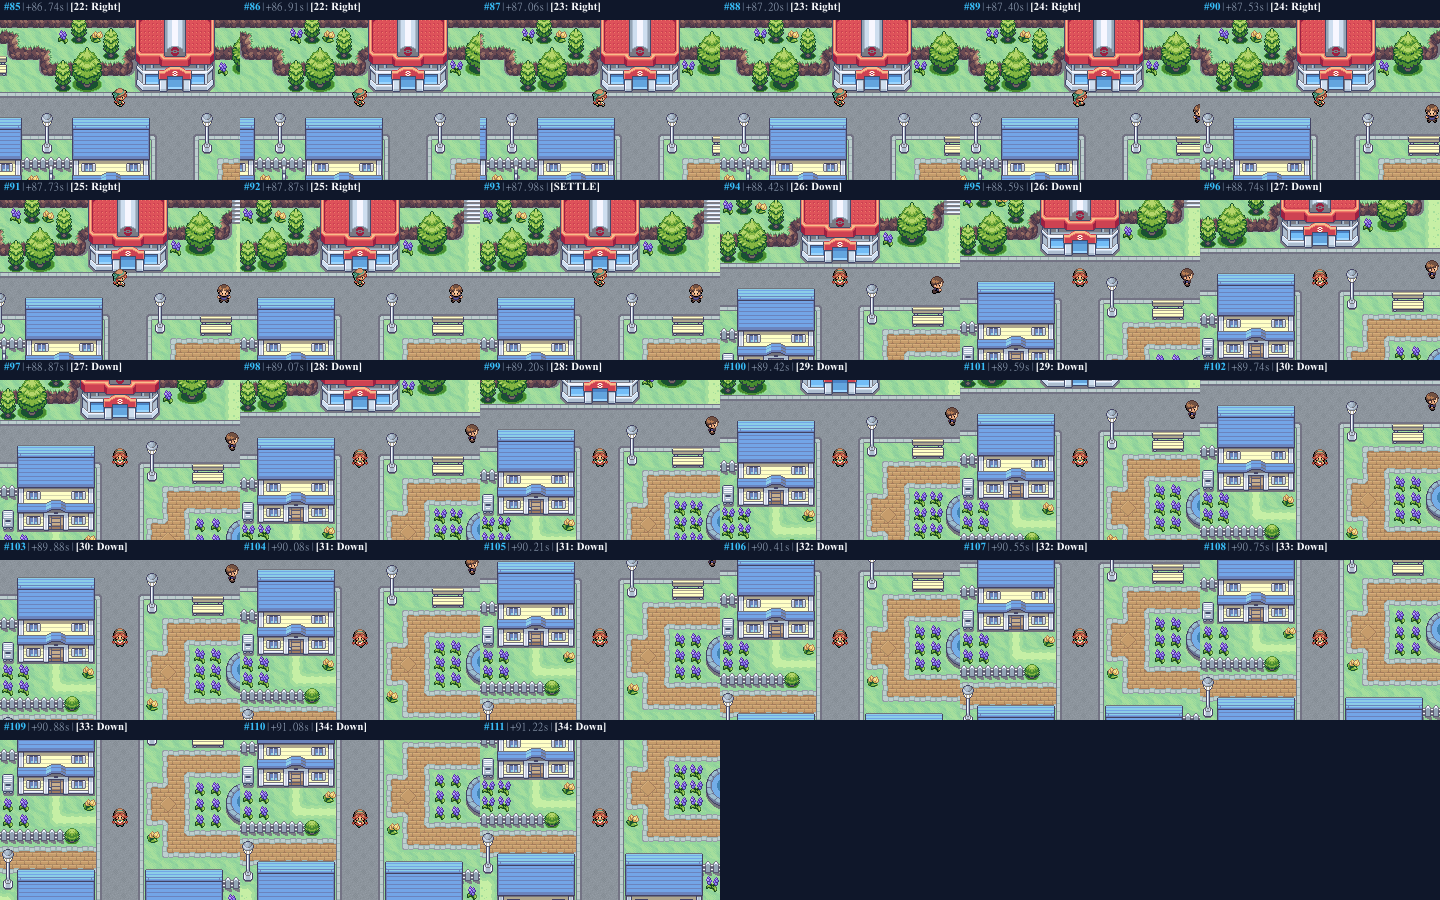 #85|+86.74s|[22: Right]
#86|+86.91s|[22: Right]
#87|+87.06s|[23: Right]
#88|+87.20s|[23: Right]
#89|+87.40s|[24: Right]
#90|+87.53s|[24: Right]
#91|+87.73s|[25: Right]
#92|+87.87s|[25: Right]
#93|+87.98s|[SETTLE]
#94|+88.42s|[26: Down]
#95|+88.59s|[26: Down]
#96|+88.74s|[27: Down]
#97|+88.87s|[27: Down]
#98|+89.07s|[28: Down]
#99|+89.20s|[28: Down]
#100|+89.42s|[29: Down]
#101|+89.59s|[29: Down]
#102|+89.74s|[30: Down]
#103|+89.88s|[30: Down]
#104|+90.08s|[31: Down]
#105|+90.21s|[31: Down]
#106|+90.41s|[32: Down]
#107|+90.55s|[32: Down]
#108|+90.75s|[33: Down]
#109|+90.88s|[33: Down]
#110|+91.08s|[34: Down]
#111|+91.22s|[34: Down]